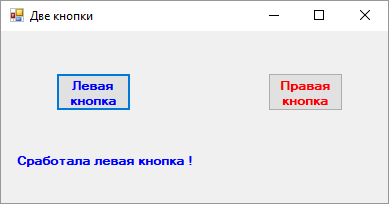 Две кнопки
Левая
кнопка
Правая
кнопка
Сработала левая кнопка !